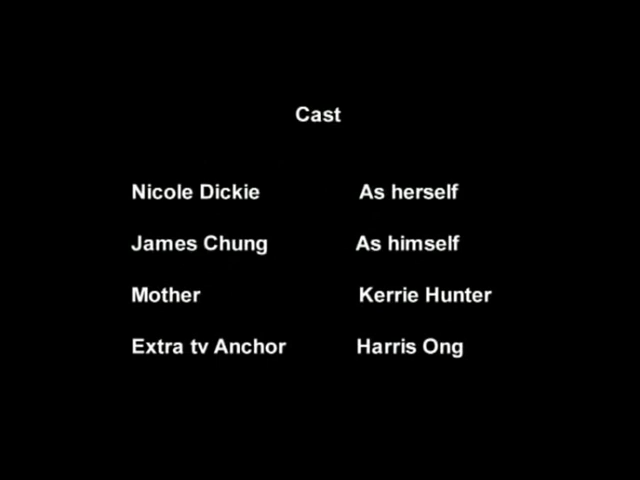 Cast
Nicole Dickie As herself
James Chung As himself
Mother Kerrie Hunter
Extra tv Anchor Harris Ong